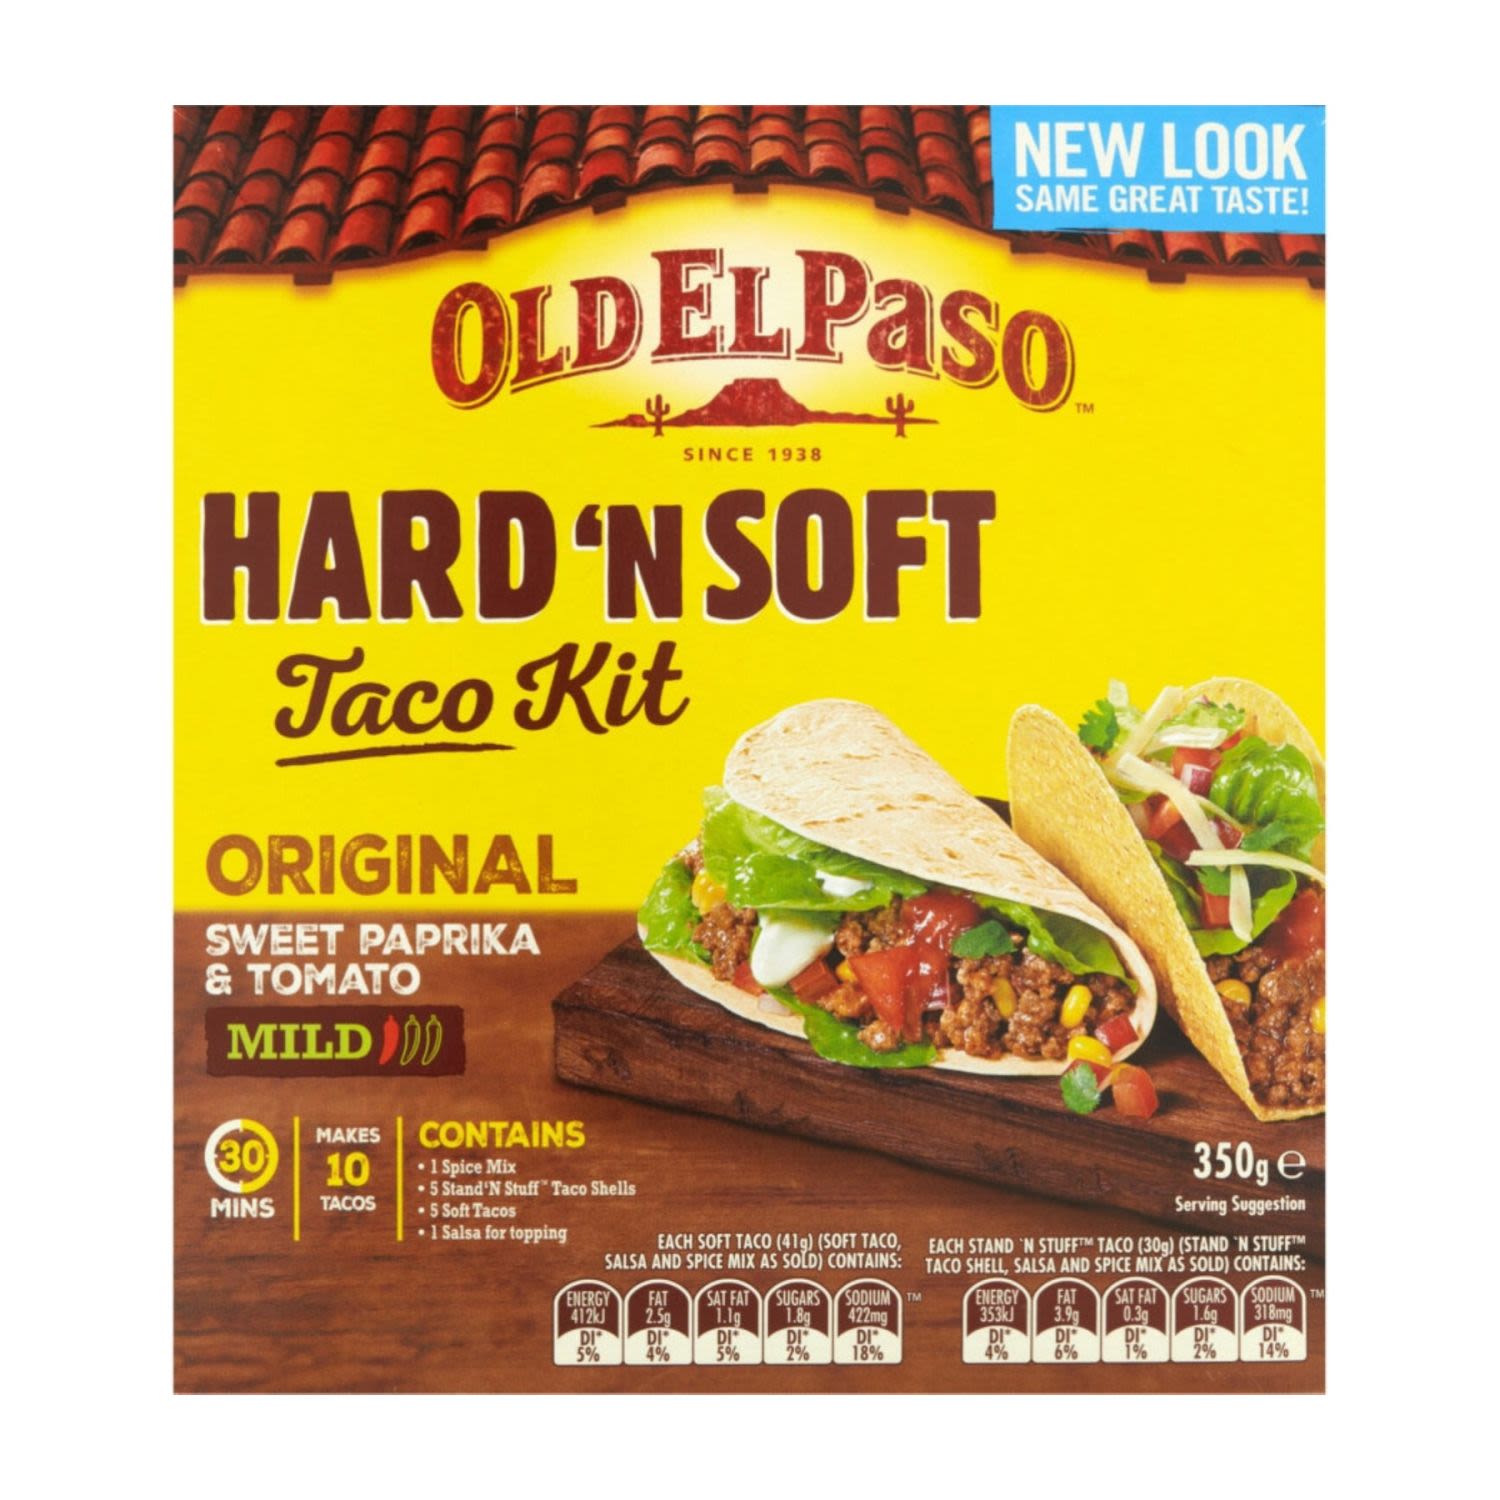 NEW LOOK
SAME GREAT TASTE!
OLD EL PASO™
SINCE 1938
HARD 'N SOFT
Taco Kit
ORIGINAL
SWEET PAPRIKA
& TOMATO
MILD
30
MINS
MAKES
10
TACOS
CONTAINS
• 1 Spice Mix
• 5 Stand'N Stuff™ Taco Shells
• 5 Soft Tacos
• 1 Salsa for topping
350g e
Serving Suggestion
EACH SOFT TACO (41g) (SOFT TACO,
SALSA AND SPICE MIX AS SOLD) CONTAINS:
ENERGY 412kJ DI* 5%
FAT 2.5g DI* 4%
SAT FAT 1.1g DI* 5%
SUGARS 1.8g DI* 2%
SODIUM 422mg DI* 18%
™
EACH STAND `N STUFF™ TACO (30g) (STAND `N STUFF™
TACO SHELL, SALSA AND SPICE MIX AS SOLD) CONTAINS:
ENERGY 353kJ DI* 4%
FAT 3.9g DI* 6%
SAT FAT 0.3g DI* 1%
SUGARS 1.6g DI* 2%
SODIUM 318mg DI* 14%
™